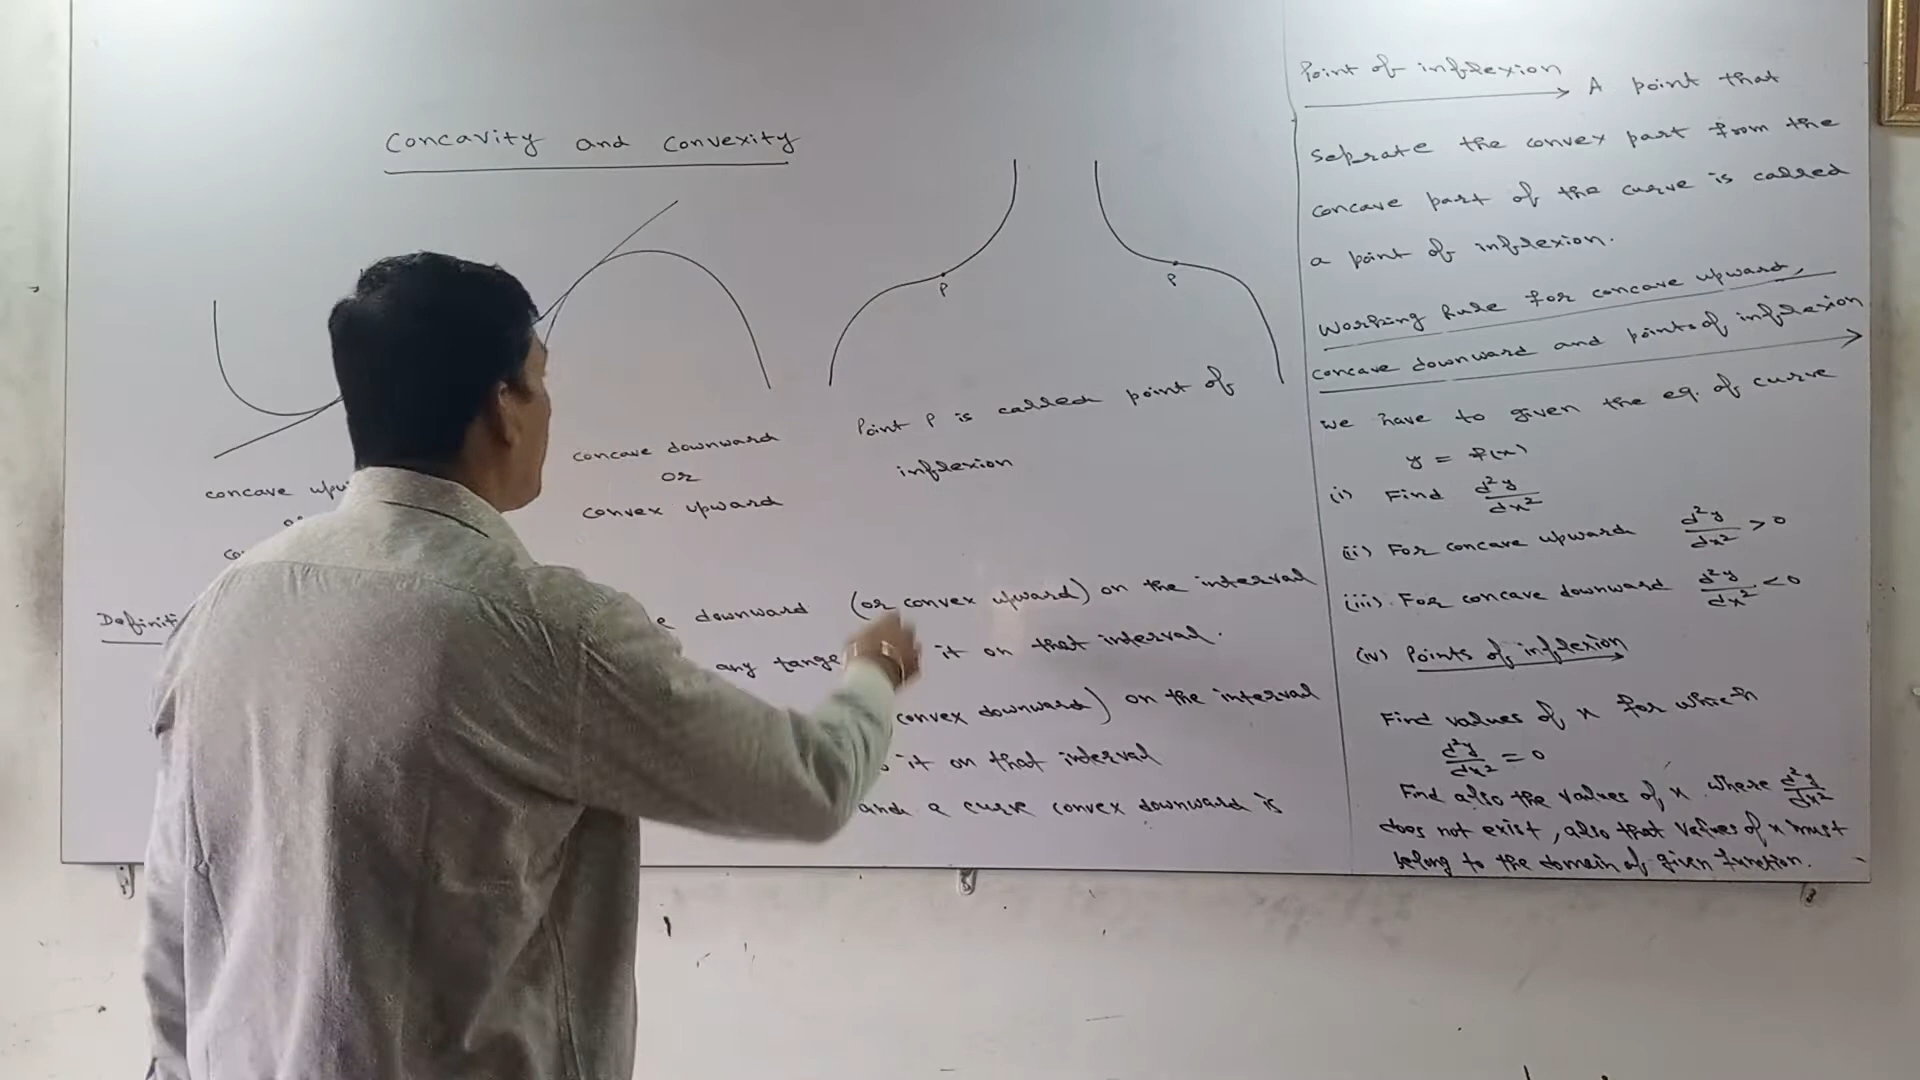 Concavity and Convexity
concave
concave downward
or
convex upward
P
P
Point P is called point of
inflexion
downward (or convex upward) on the interval
any it on that interval.
convex downward) on the interval
it on that interval
and a curve convex downward is
Point of inflexion → A point that
Seprate the convex part from the
concave part of the curve is called
a point of inflexion.
Working Rule for concave upward,
concave downward and points of inflexion
we have to given the eq. of curve
y = f(x)
(i) Find d²y/dx²
(ii) For concave upward d²y/dx² > 0
(iii). For concave downward d²y/dx² < 0
(iv) Points of inflexion
Find values of x for which
d²y/dx² = 0
Find also the values of x where d²y/dx²
does not exist, also that values of x must
belong to the domain of given function.